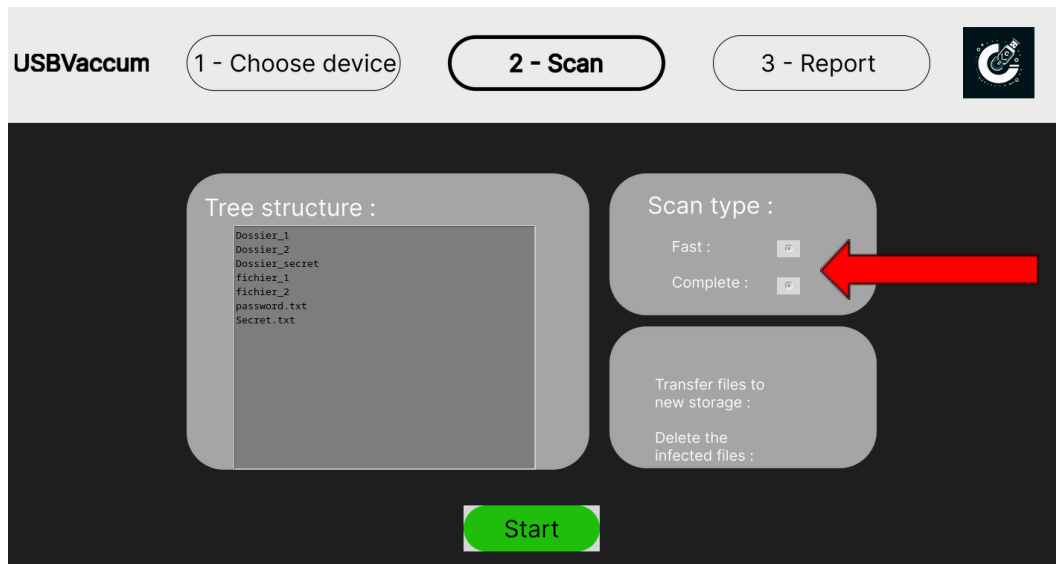 USBVaccum
1 - Choose device
2 - Scan
3 - Report
Tree structure :
Dossier_1
Dossier_2
Dossier_secret
fichier_1
fichier_2
password.txt
Secret.txt
Scan type :
Fast :
Complete :
Transfer files to
new storage :
Delete the
infected files :
Start